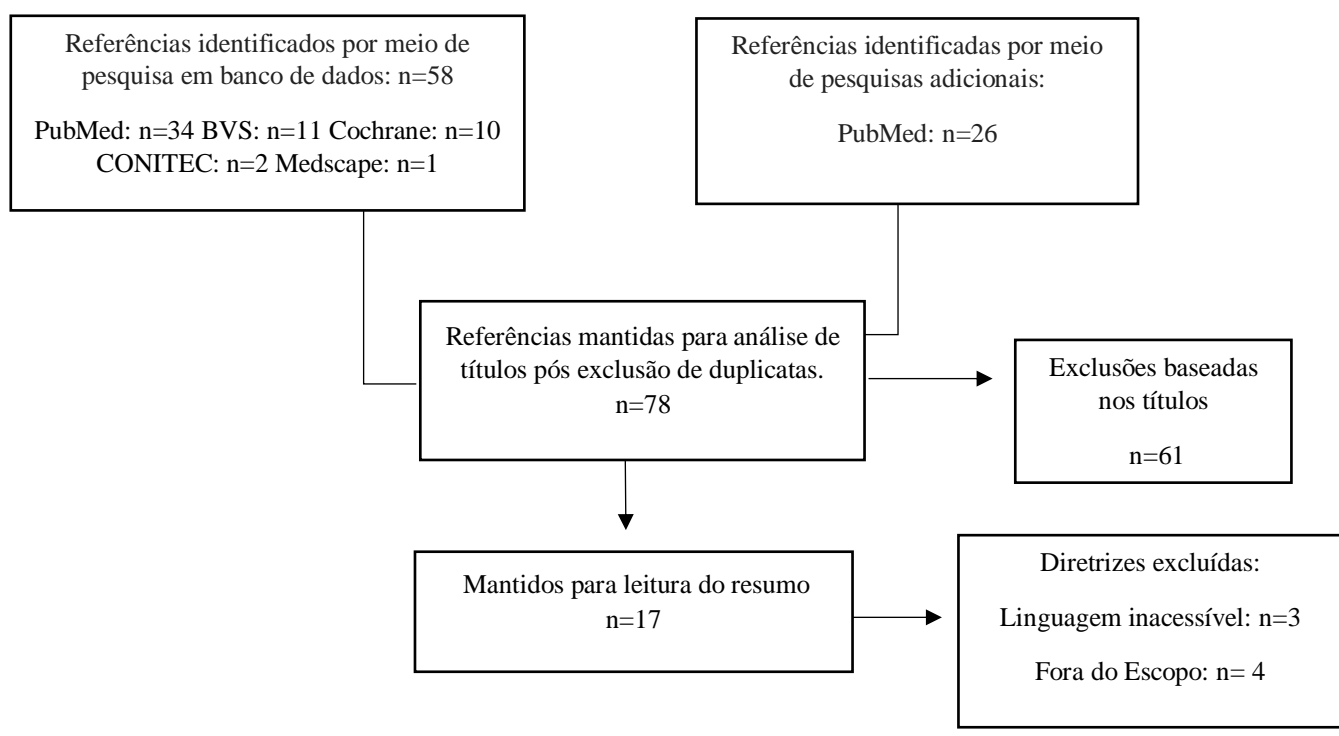 Referências identificados por meio de
pesquisa em banco de dados: n=58
PubMed: n=34 BVS: n=11 Cochrane: n=10
CONITEC: n=2 Medscape: n=1
Referências identificadas por meio
de pesquisas adicionais:
PubMed: n=26
Referências mantidas para análise de
títulos pós exclusão de duplicatas.
n=78
Exclusões baseadas
nos títulos
n=61
Mantidos para leitura do resumo
n=17
Diretrizes excluídas:
Linguagem inacessível: n=3
Fora do Escopo: n= 4